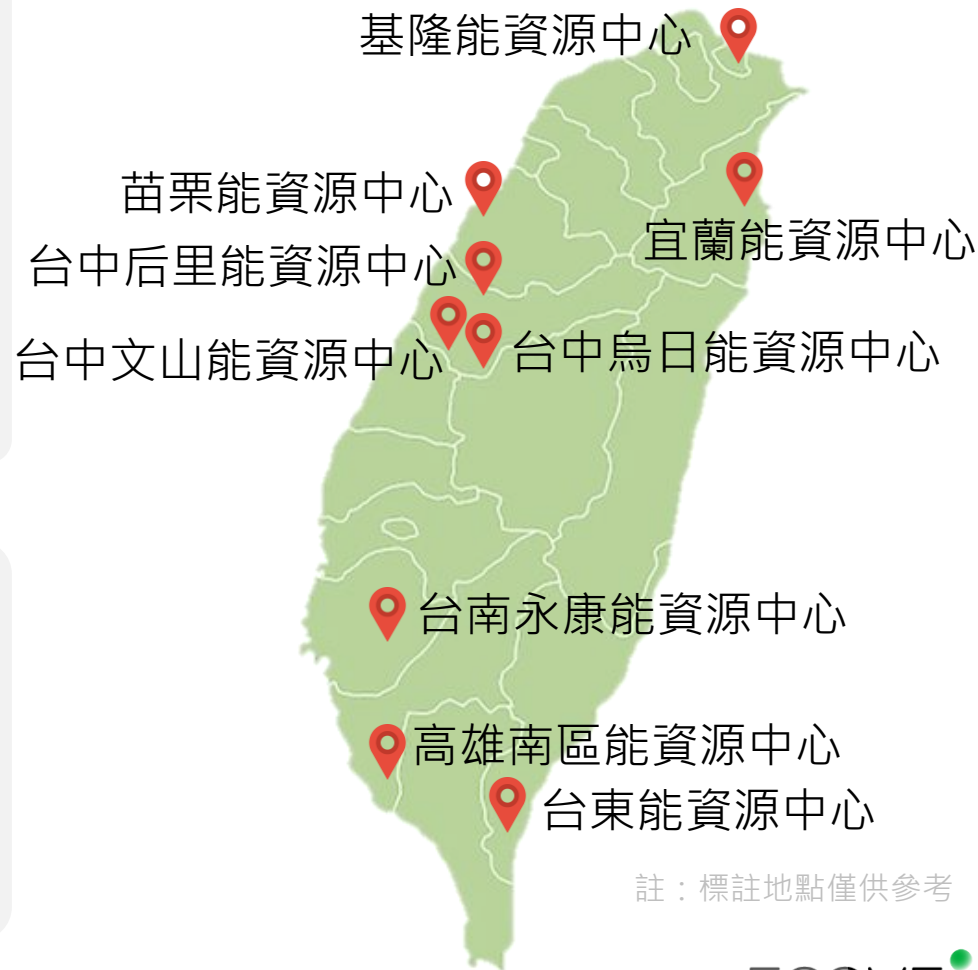 基隆能資源中心
苗栗能資源中心
宜蘭能資源中心
台中后里能資源中心
台中文山能資源中心
台中烏日能資源中心
台南永康能資源中心
高雄南區能資源中心
台東能資源中心
註：標註地點僅供參考